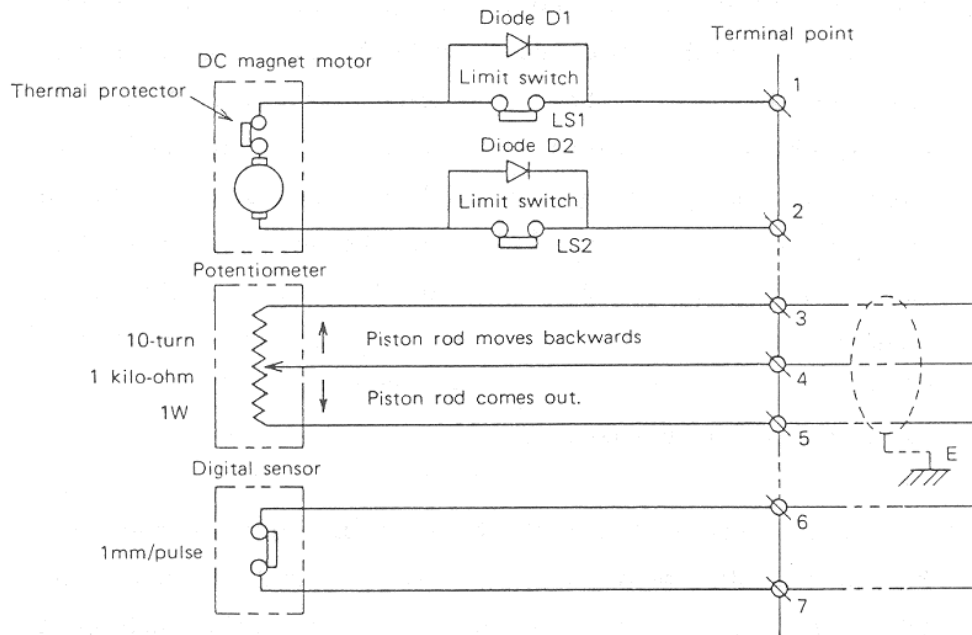 Diode D1
Terminal point
DC magnet motor
Thermal protector
Limit switch
1
LS1
Diode D2
Limit switch
2
LS2
Potentiometer
3
10-turn
Piston rod moves backwards
1 kilo-ohm
4
1W
Piston rod comes out.
5
E
Digital sensor
6
1mm/pulse
7